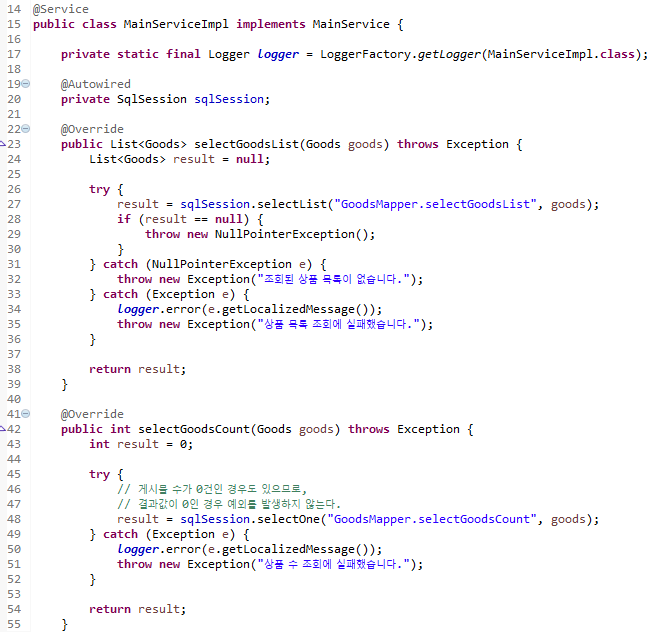 14 @Service
15 public class MainServiceImpl implements MainService {
16
17     private static final Logger logger = LoggerFactory.getLogger(MainServiceImpl.class);
18
19     @Autowired
20     private SqlSession sqlSession;
21
22     @Override
23     public List<Goods> selectGoodsList(Goods goods) throws Exception {
24         List<Goods> result = null;
25
26         try {
27             result = sqlSession.selectList("GoodsMapper.selectGoodsList", goods);
28             if (result == null) {
29                 throw new NullPointerException();
30             }
31         } catch (NullPointerException e) {
32             throw new Exception("조회된 상품 목록이 없습니다.");
33         } catch (Exception e) {
34             logger.error(e.getLocalizedMessage());
35             throw new Exception("상품 목록 조회에 실패했습니다.");
36         }
37
38         return result;
39     }
40
41     @Override
42     public int selectGoodsCount(Goods goods) throws Exception {
43         int result = 0;
44
45         try {
46             // 게시물 수가 0건인 경우도 있으므로,
47             // 결과값이 0인 경우 예외를 발생하지 않는다.
48             result = sqlSession.selectOne("GoodsMapper.selectGoodsCount", goods);
49         } catch (Exception e) {
50             logger.error(e.getLocalizedMessage());
51             throw new Exception("상품 수 조회에 실패했습니다.");
52         }
53
54         return result;
55     }